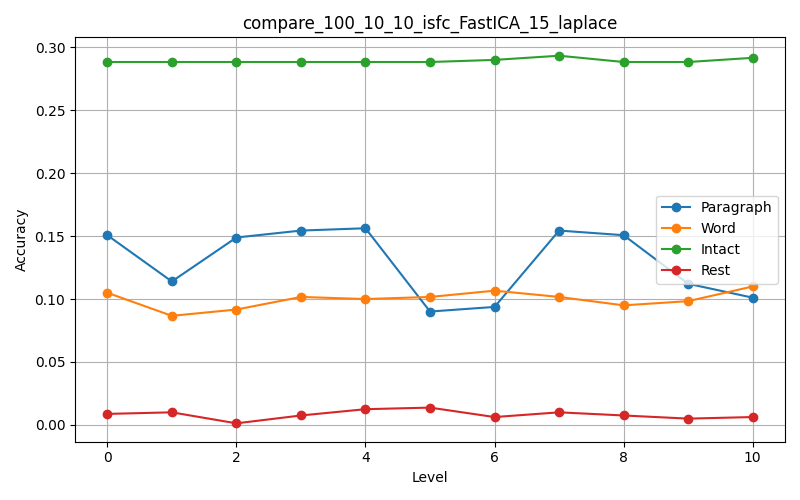 compare_100_10_10_isfc_FastICA_15_laplace
0.30
0.25
0.20
0.15
0.10
0.05
0.00
Accuracy
Paragraph
Word
Intact
Rest
0 2 4 6 8 10
Level